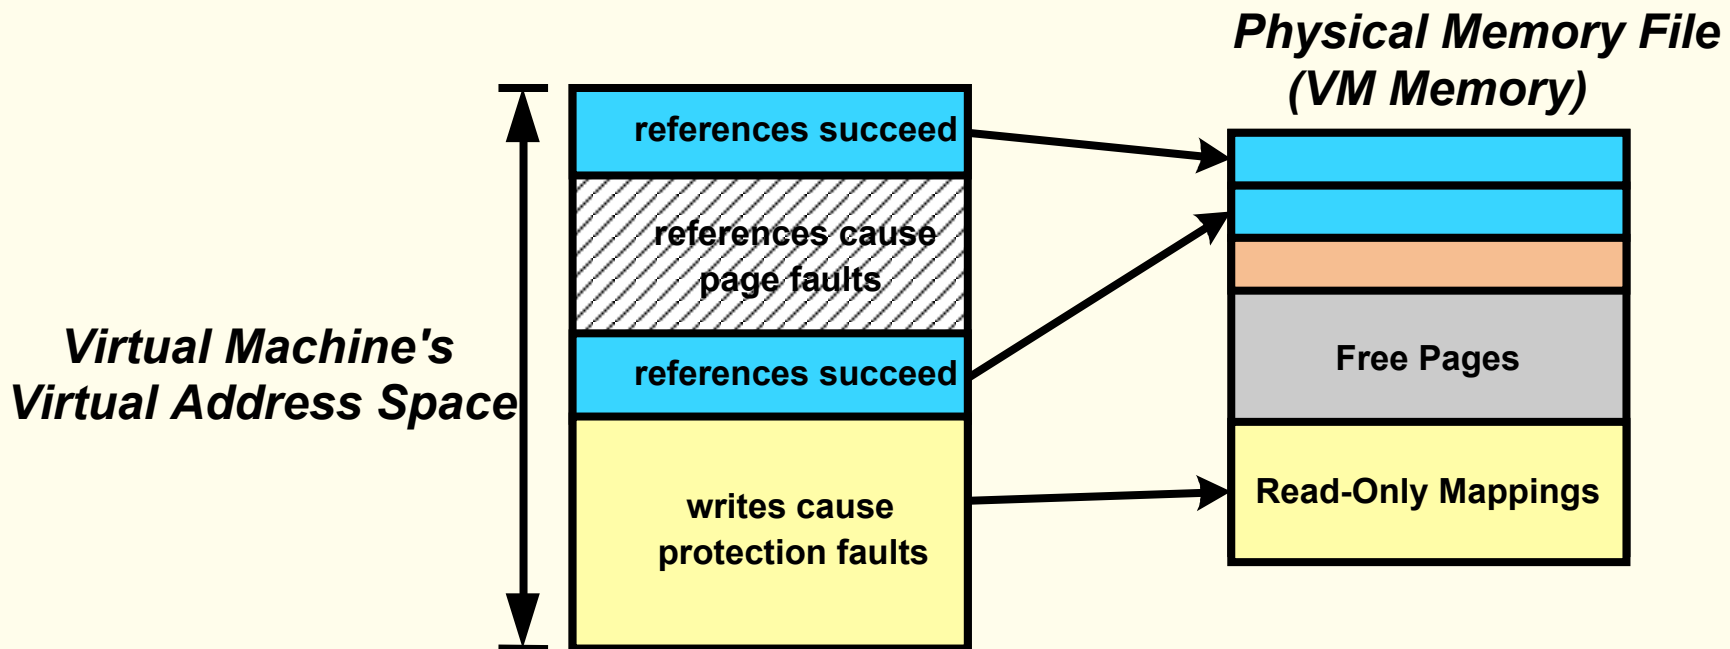 Physical Memory File
(VM Memory)
references succeed
references cause
page faults
Virtual Machine's
Virtual Address Space
references succeed
Free Pages
writes cause
protection faults
Read-Only Mappings